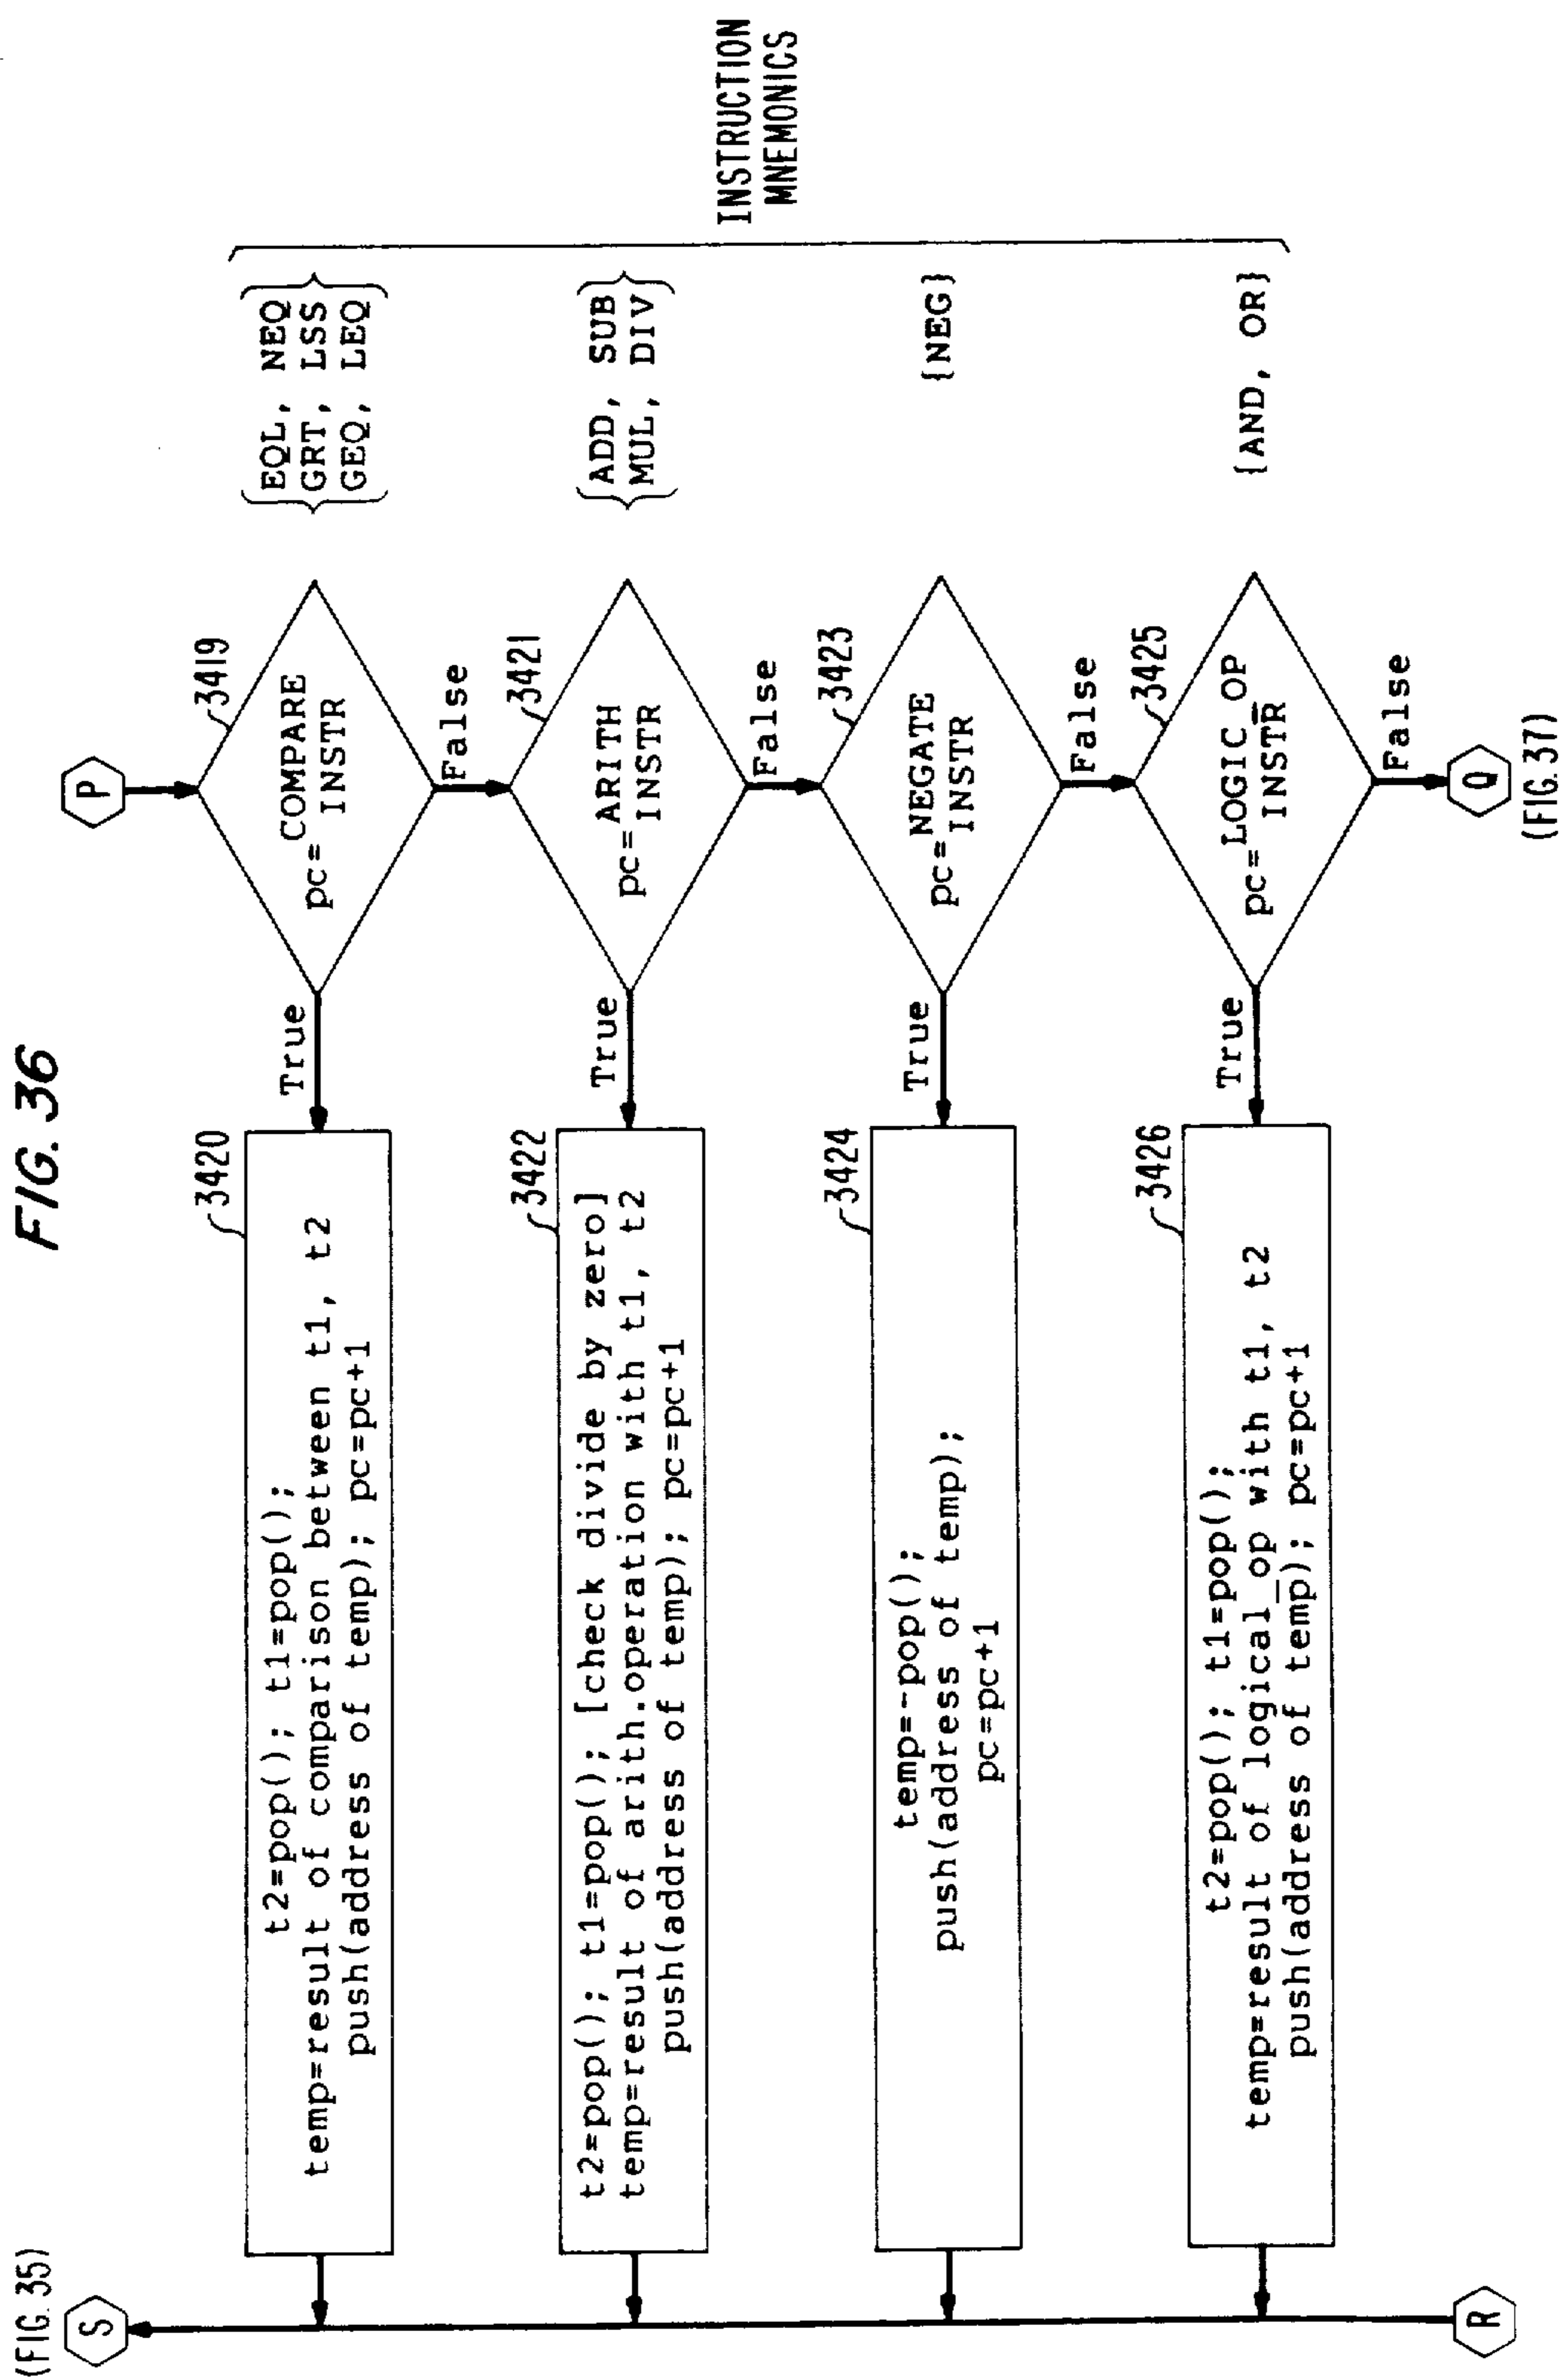 FIG. 36
(FIG. 35)
S
P
3420
t2=pop(); t1=pop();
temp=result of comparison between t1, t2
push(address of temp); pc=pc+1
True
3419
pc=COMPARE
INSTR
False
{EQL, NEQ}
{GRT, LSS}
{GEQ, LEQ}
3422
t2=pop(); t1=pop(); [check divide by zero]
temp=result of arith.operation with t1, t2
push(address of temp); pc=pc+1
True
3421
pc=ARITH
INSTR
False
{ADD, SUB}
{MUL, DIV}
INSTRUCTION
MNEMONICS
3424
temp=-pop();
push(address of temp);
pc=pc+1
True
3423
pc=NEGATE
INSTR
False
{NEG}
3426
t2=pop(); t1=pop();
temp=result of logical_op with t1, t2
push(address of temp); pc=pc+1
True
3425
pc=LOGIC_OP
INSTR
False
{AND, OR}
R
Q
(FIG. 37)